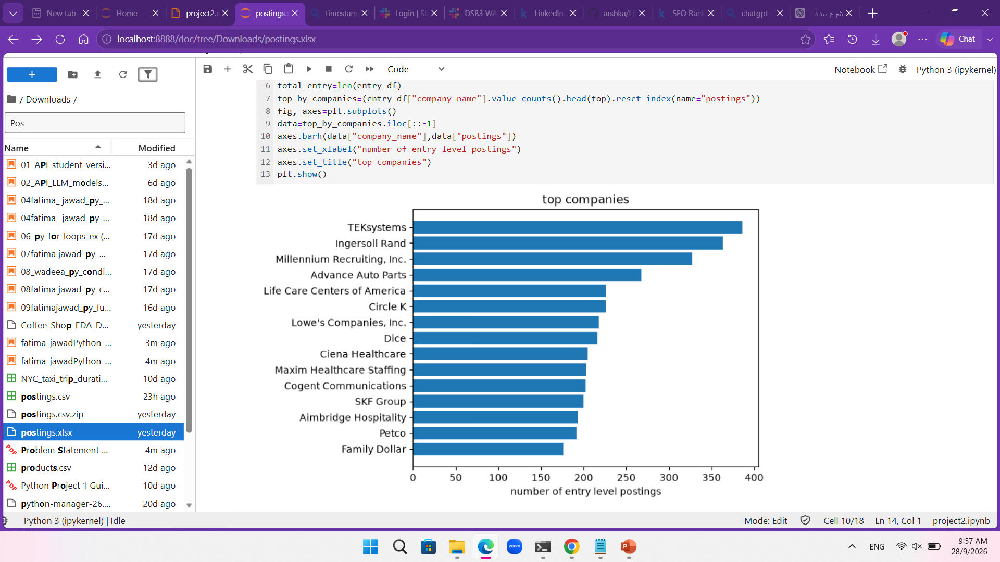 New tab
Home
project2.r
postings.x
timestam
Login | Sl
DSB3 WA
LinkedIn
arshka/Li
SEO Rank
chatgpt -
شرح مدة
localhost:8888/doc/tree/Downloads/postings.xlsx
Chat
Code
Notebook
Python 3 (ipykernel)
/ Downloads /
Pos
Name
Modified
01_API_student_versi...
3d ago
02_API_LLM_models...
6d ago
04fatima_ jawad_py_...
18d ago
04fatima_ jawad_py_...
18d ago
06_py_for_loops_ex (...
17d ago
07fatima jawad_py_...
17d ago
08_wadeea_py_condi...
17d ago
08fatima jawad_py_c...
17d ago
09fatimajawad_py_fu...
16d ago
Coffee_Shop_EDA_D...
yesterday
fatima_jawadPython_...
3m ago
fatima_jawadPython_...
4m ago
NYC_taxi_trip_durati...
10d ago
postings.csv
23h ago
postings.csv.zip
yesterday
postings.xlsx
yesterday
Problem Statement ...
4m ago
products.csv
12d ago
Python Project 1 Gui...
10d ago
python-manager-26....
20d ago
6 total_entry=len(entry_df)
7 top_by_companies=(entry_df["company_name"].value_counts().head(top).reset_index(name="postings"))
8 fig, axes=plt.subplots()
9 data=top_by_companies.iloc[::-1]
10 axes.barh(data["company_name"],data["postings"])
11 axes.set_xlabel("number of entry level postings")
12 axes.set_title("top companies")
13 plt.show()
top companies
TEKsystems
Ingersoll Rand
Millennium Recruiting, Inc.
Advance Auto Parts
Life Care Centers of America
Circle K
Lowe's Companies, Inc.
Dice
Ciena Healthcare
Maxim Healthcare Staffing
Cogent Communications
SKF Group
Aimbridge Hospitality
Petco
Family Dollar
0 50 100 150 200 250 300 350 400
number of entry level postings
Python 3 (ipykernel) | Idle
Mode: Edit
Cell 10/18
Ln 14, Col 1
project2.ipynb
zoom
ENG
9:57 AM
28/9/2026